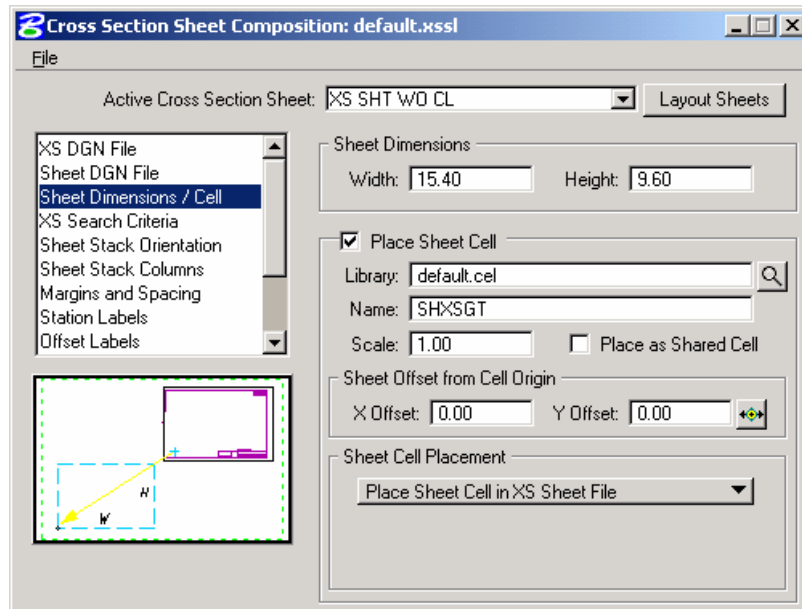 Cross Section Sheet Composition: default.xssl
File
Active Cross Section Sheet: XS SHT WO CL Layout Sheets
XS DGN File
Sheet DGN File
Sheet Dimensions / Cell
XS Search Criteria
Sheet Stack Orientation
Sheet Stack Columns
Margins and Spacing
Station Labels
Offset Labels
H
W
Sheet Dimensions
Width: 15.40 Height: 9.60
Place Sheet Cell
Library: default.cel
Name: SHXSGT
Scale: 1.00 Place as Shared Cell
Sheet Offset from Cell Origin
X Offset: 0.00 Y Offset: 0.00
Sheet Cell Placement
Place Sheet Cell in XS Sheet File